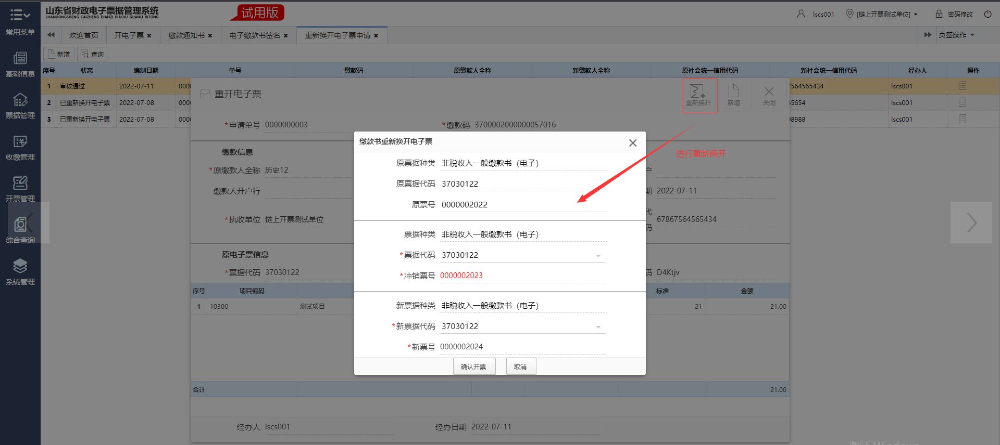 山东省财政电子票据管理系统
SHANDONGSHENG CAIZHENG DIANZI PIAOJU GUANLI XITONG
试用版
lscs001
[链上开票测试单位]
密码修改
常用菜单
基础信息
票据管理
收缴管理
开票管理
综合查询
系统管理
欢迎首页
开电子票
缴款通知书
电子缴款书签名
重新换开电子票申请
页签操作
新增
查询
序号 状态 编制日期 单号 缴款码 原缴款人全称 新缴款人全称 原社会统一信用代码 新社会统一信用代码 经办人 操作
1 审核通过 2022-07-11 000 7564565434 lscs001
2 已重新换开电子票 2022-07-08 000 45654 lscs001
3 已重新换开电子票 2022-07-08 000 98988 lscs001
重开电子票
重新换开
新增
关闭
*申请单号 0000000003
*缴款码 3700002000000057016
缴款信息
*原缴款人全称 历史12
户
缴款人开户行
期 2022-07-11
*执收单位 链上开票测试单位
代
码 67867564565434
原电子票信息
*票据代码 37030122
码 D4Ktjv
序号 项目编码 标准 金额
1 10300 测试项目 21 21.00
合计 21.00
经办人 lscs001
经办日期 2022-07-11
缴款书重新换开电子票
原票据种类 非税收入一般缴款书（电子）
原票据代码 37030122
原票号 0000002022
票据种类 非税收入一般缴款书（电子）
*票据代码 37030122
*冲销票号 0000002023
新票据种类 非税收入一般缴款书（电子）
*新票据代码 37030122
*新票号 0000002024
确认开票
取消
进行重新换开
激活 Windows